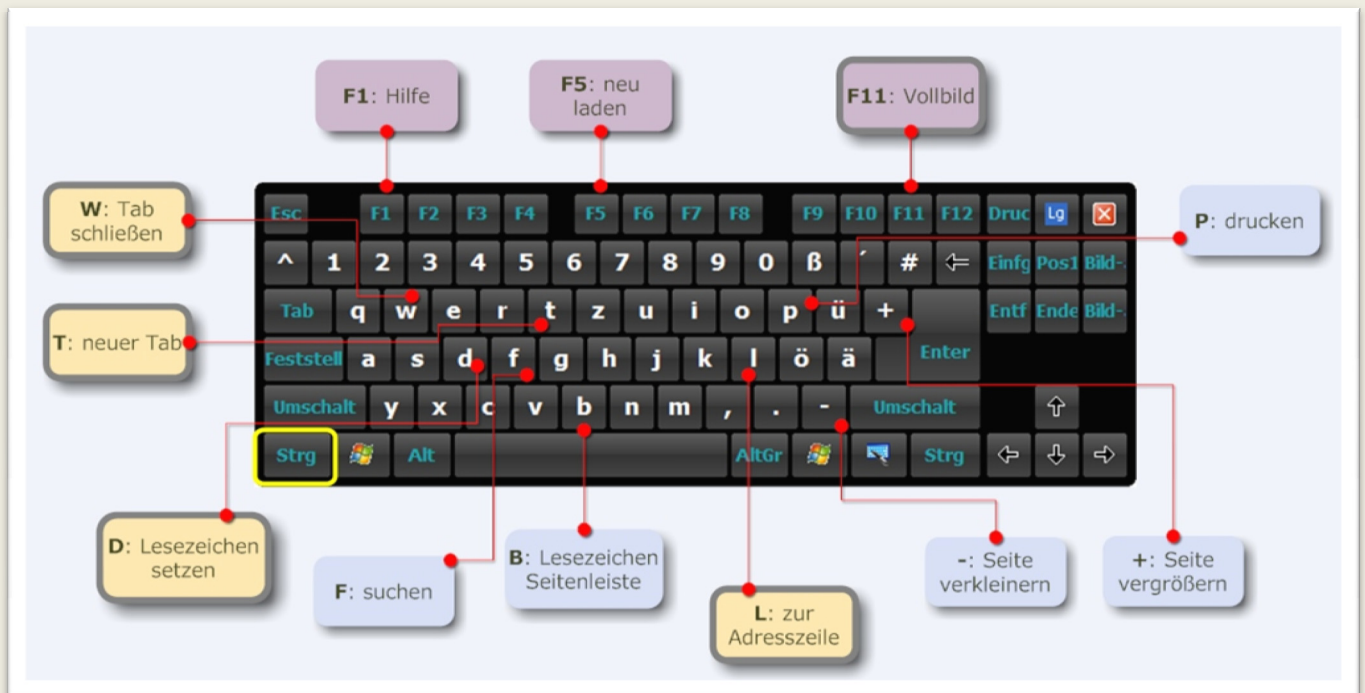 F1: Hilfe
F5: neu
laden
F11: Vollbild
W: Tab
schließen
P: drucken
T: neuer Tab
Esc F1 F2 F3 F4 F5 F6 F7 F8 F9 F10 F11 F12 Druc Lg
^ 1 2 3 4 5 6 7 8 9 0 ß ´ # Einfg Pos1 Bild-
Tab q w e r t z u i o p ü + Entf Ende Bild-
Feststell a s d f g h j k l ö ä Enter
Umschalt y x c v b n m , . - Umschalt
Strg Alt AltGr Strg
D: Lesezeichen
setzen
F: suchen
B: Lesezeichen
Seitenleiste
L: zur
Adresszeile
-: Seite
verkleinern
+: Seite
vergrößern